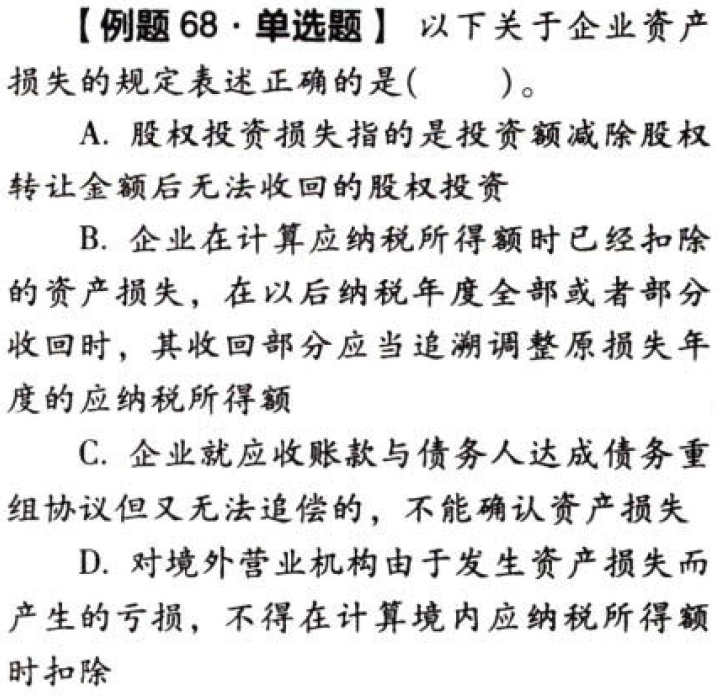 【例题 68·单选题】 以下关于企业资产
损失的规定表述正确的是(　　)。
A. 股权投资损失指的是投资额减除股权
转让金额后无法收回的股权投资
B. 企业在计算应纳税所得额时已经扣除
的资产损失，在以后纳税年度全部或者部分
收回时，其收回部分应当追溯调整原损失年
度的应纳税所得额
C. 企业就应收账款与债务人达成债务重
组协议但又无法追偿的，不能确认资产损失
D. 对境外营业机构由于发生资产损失而
产生的亏损，不得在计算境内应纳税所得额
时扣除